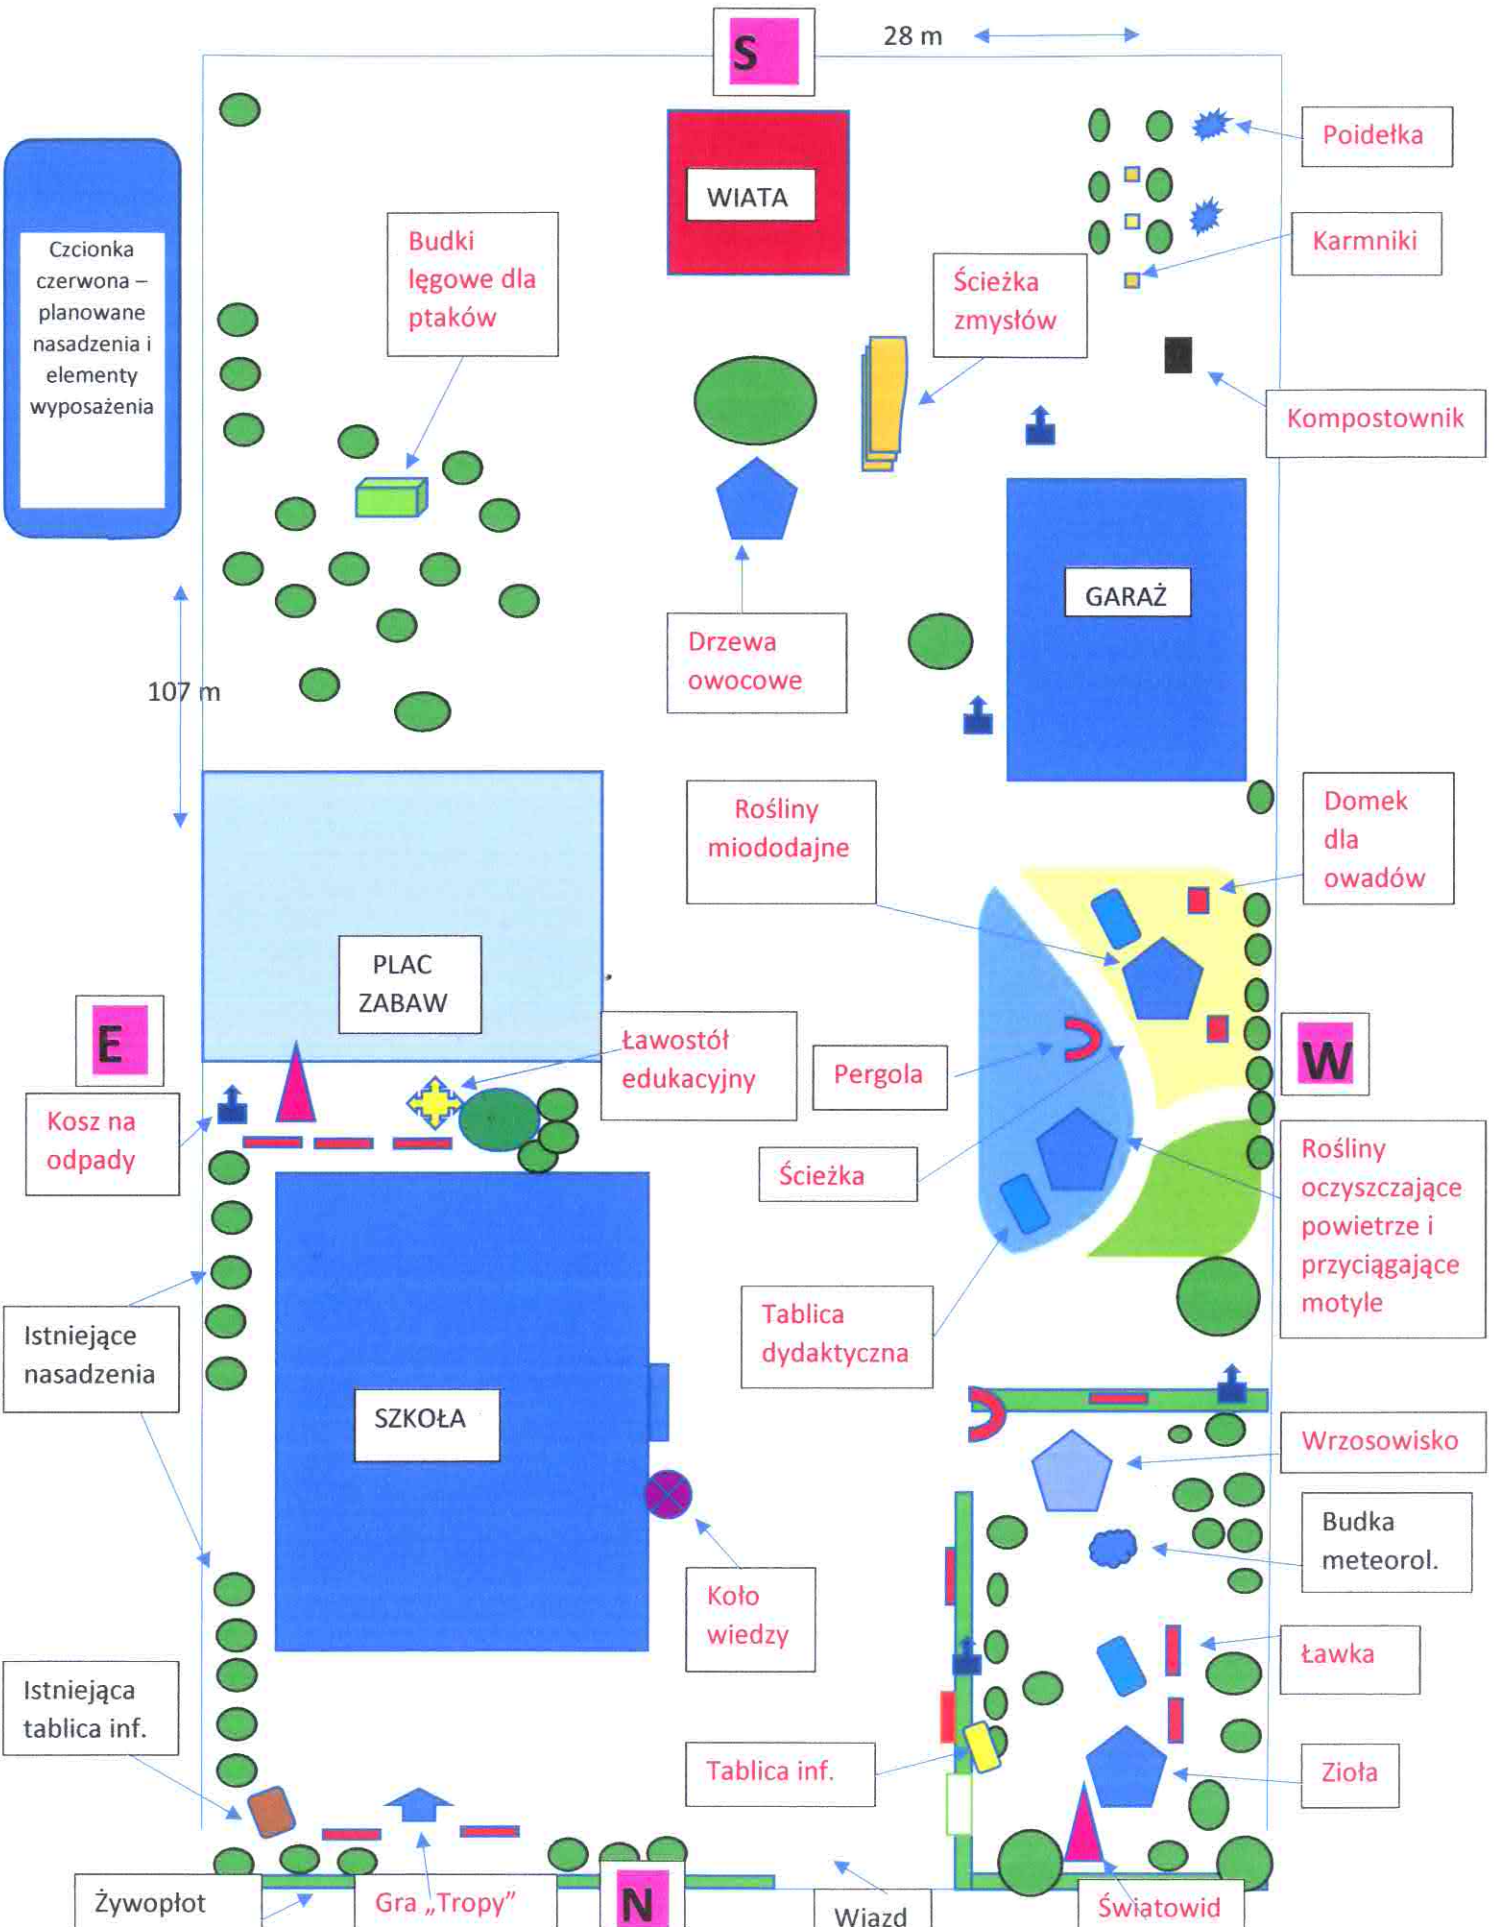 S
28 m
Poidełka
WIATA
Czcionka
czerwona –
planowane
nasadzenia i
elementy
wyposażenia
Budki
lęgowe dla
ptaków
Karmniki
Ścieżka
zmysłów
Kompostownik
GARAŻ
Drzewa
owocowe
107 m
Rośliny
miododajne
Domek
dla
owadów
PLAC
ZABAW
E
Ławostół
edukacyjny
Pergola
W
Kosz na
odpady
Ścieżka
Rośliny
oczyszczające
powietrze i
przyciągające
motyle
Istniejące
nasadzenia
Tablica
dydaktyczna
SZKOŁA
Wrzosowisko
Budka
meteorol.
Koło
wiedzy
Ławka
Istniejąca
tablica inf.
Tablica inf.
Zioła
Żywopłot
Gra „Tropy”
N
Wjazd
Światowid